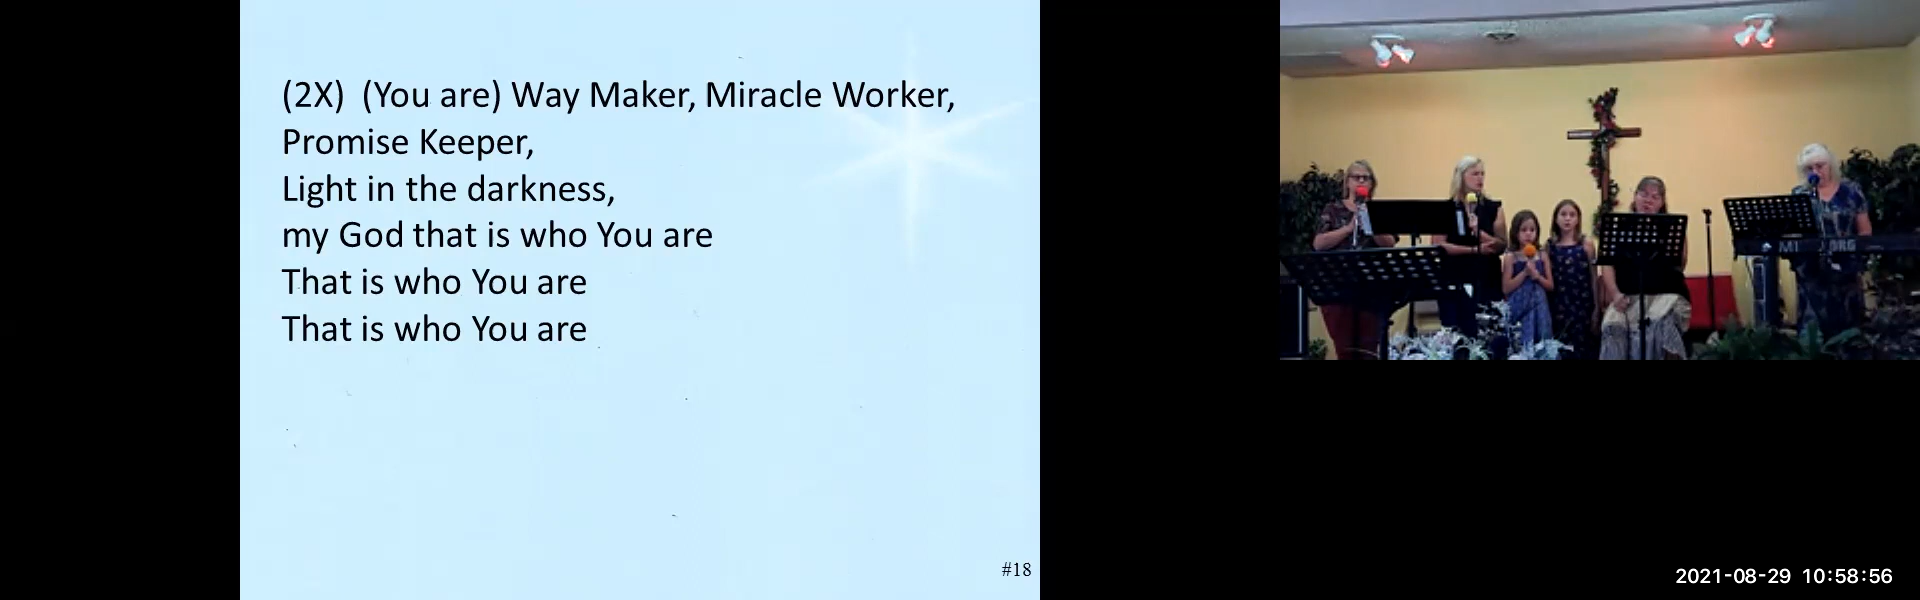 (2X) (You are) Way Maker, Miracle Worker,
Promise Keeper,
Light in the darkness,
my God that is who You are
That is who You are
That is who You are
#18
2021-08-29 10:58:56